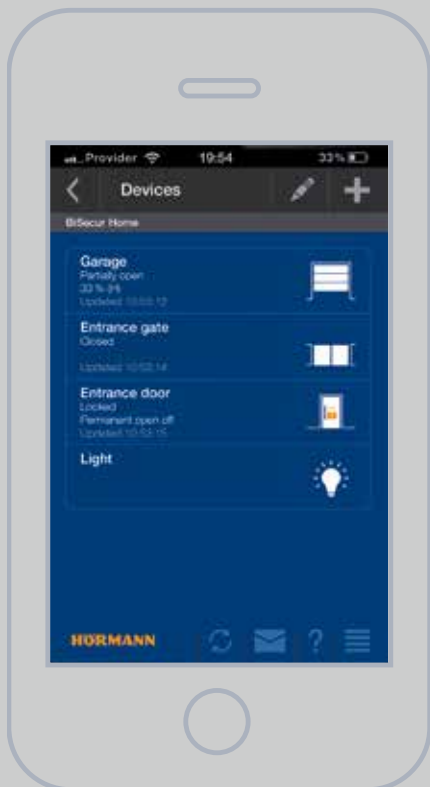 Provider 19:54 33%
Devices
BiSecur Home
Garage
Partially open
Entrance gate
Closed
Entrance door
Locked
Permanent open off
Light
HÖRMANN
?